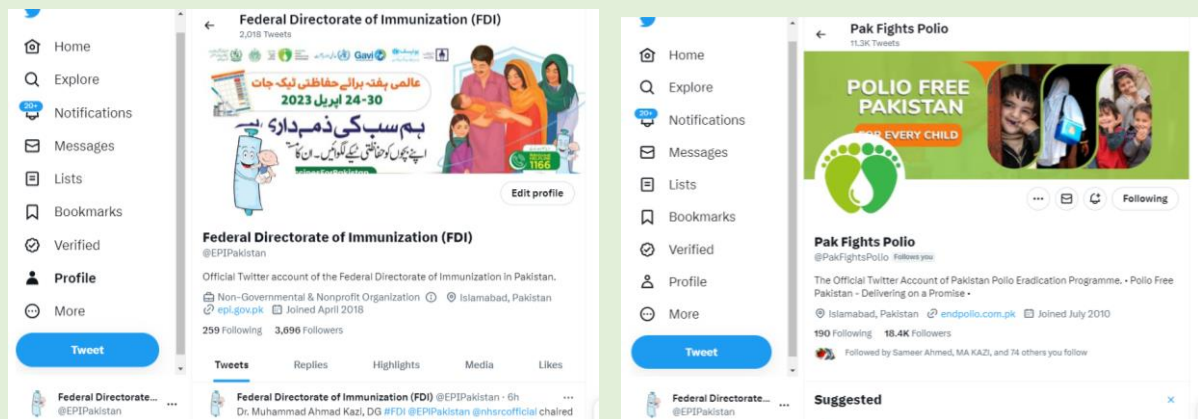 Federal Directorate of Immunization (FDI)
2,018 Tweets
Home
Explore
20+
Notifications
Messages
Lists
Bookmarks
Verified
Profile
More
Tweet
Federal Directorate...
@EPIPakistan
Gavi
عالمی ہفتہ برائے حفاظتی ٹیکہ جات
24-30 اپریل 2023
ہم سب کی ذمہ داری
اپنے بچوں کو حفاظتی ٹیکے لگوائیں۔ ان کا
1166
Edit profile
Federal Directorate of Immunization (FDI)
@EPIPakistan
Official Twitter account of the Federal Directorate of Immunization in Pakistan.
Non-Governmental & Nonprofit Organization Islamabad, Pakistan
epi.gov.pk Joined April 2018
259 Following 3,696 Followers
Tweets Replies Highlights Media Likes
Federal Directorate of Immunization (FDI) @EPIPakistan · 6h
Dr. Muhammad Ahmad Kazi, DG #FDI @EPIPakistan @nhsrcofficial chaired
Pak Fights Polio
11.3K Tweets
Home
Explore
20+
Notifications
Messages
Lists
Bookmarks
Verified
Profile
More
Tweet
Federal Directorate...
@EPIPakistan
POLIO FREE
PAKISTAN
FOR EVERY CHILD
Following
Pak Fights Polio
@PakFightsPolio Follows you
The Official Twitter Account of Pakistan Polio Eradication Programme. • Polio Free
Pakistan - Delivering on a Promise •
Islamabad, Pakistan endpolio.com.pk Joined July 2010
190 Following 18.4K Followers
Followed by Sameer Ahmed, MA KAZI, and 74 others you follow
Suggested